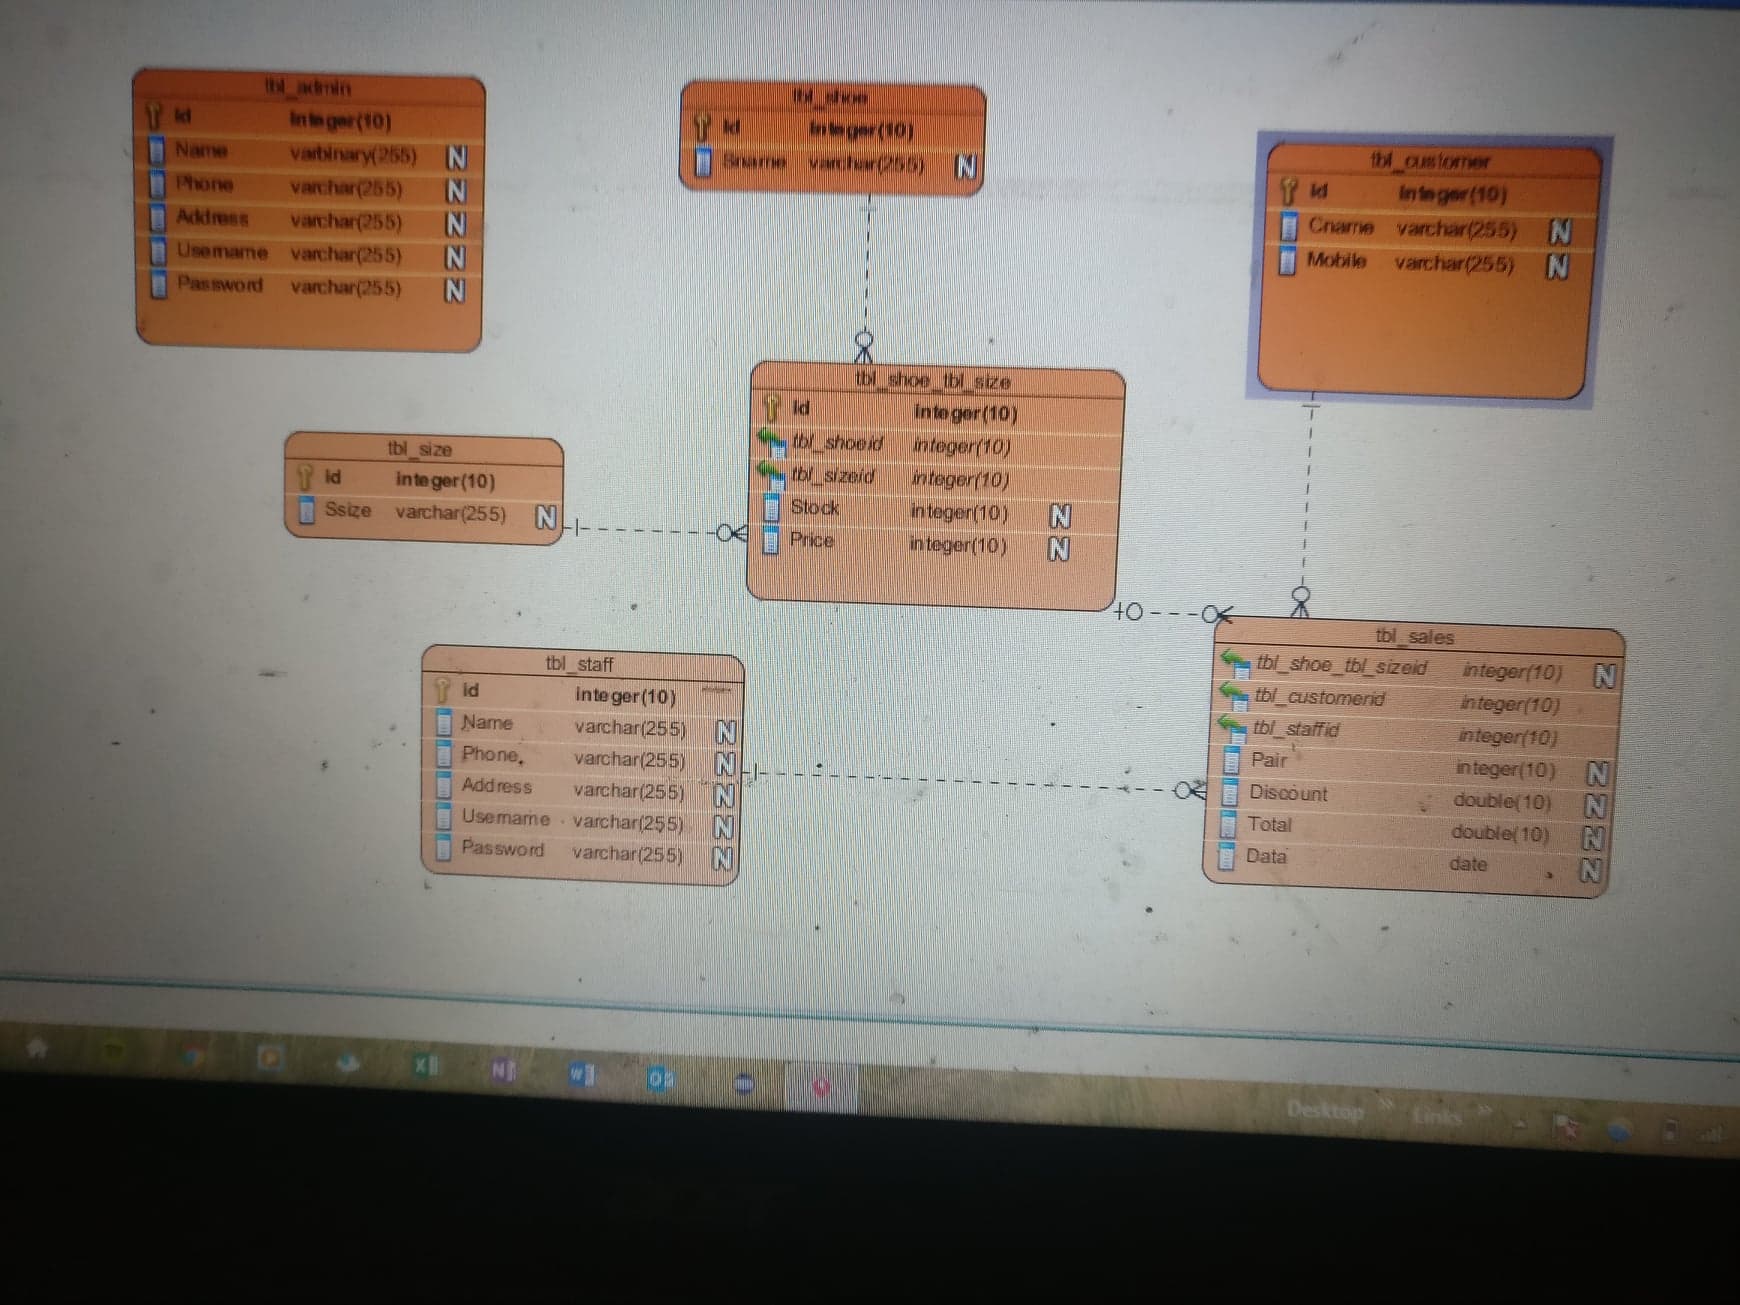 tbl_admin
Id integer(10)
Name varbinary(255) N
Phone varchar(255) N
Address varchar(255) N
Username varchar(255) N
Password varchar(255) N
tbl_shoe
Id integer(10)
Sname varchar(255) N
tbl_customer
Id integer(10)
Cname varchar(255) N
Mobile varchar(255) N
tbl_shoe_tbl_size
Id integer(10)
tbl_shoeid integer(10)
tbl_sizeid integer(10)
Stock integer(10) N
Price integer(10) N
tbl_size
Id integer(10)
Ssize varchar(255) N
tbl_staff
Id integer(10)
Name varchar(255) N
Phone varchar(255) N
Address varchar(255) N
Username varchar(255) N
Password varchar(255) N
tbl_sales
tbl_shoe_tbl_sizeid integer(10) N
tbl_customerid integer(10)
tbl_staffid integer(10)
Pair integer(10) N
Discount double(10) N
Total double(10) N
Data date N
Desktop » Links »